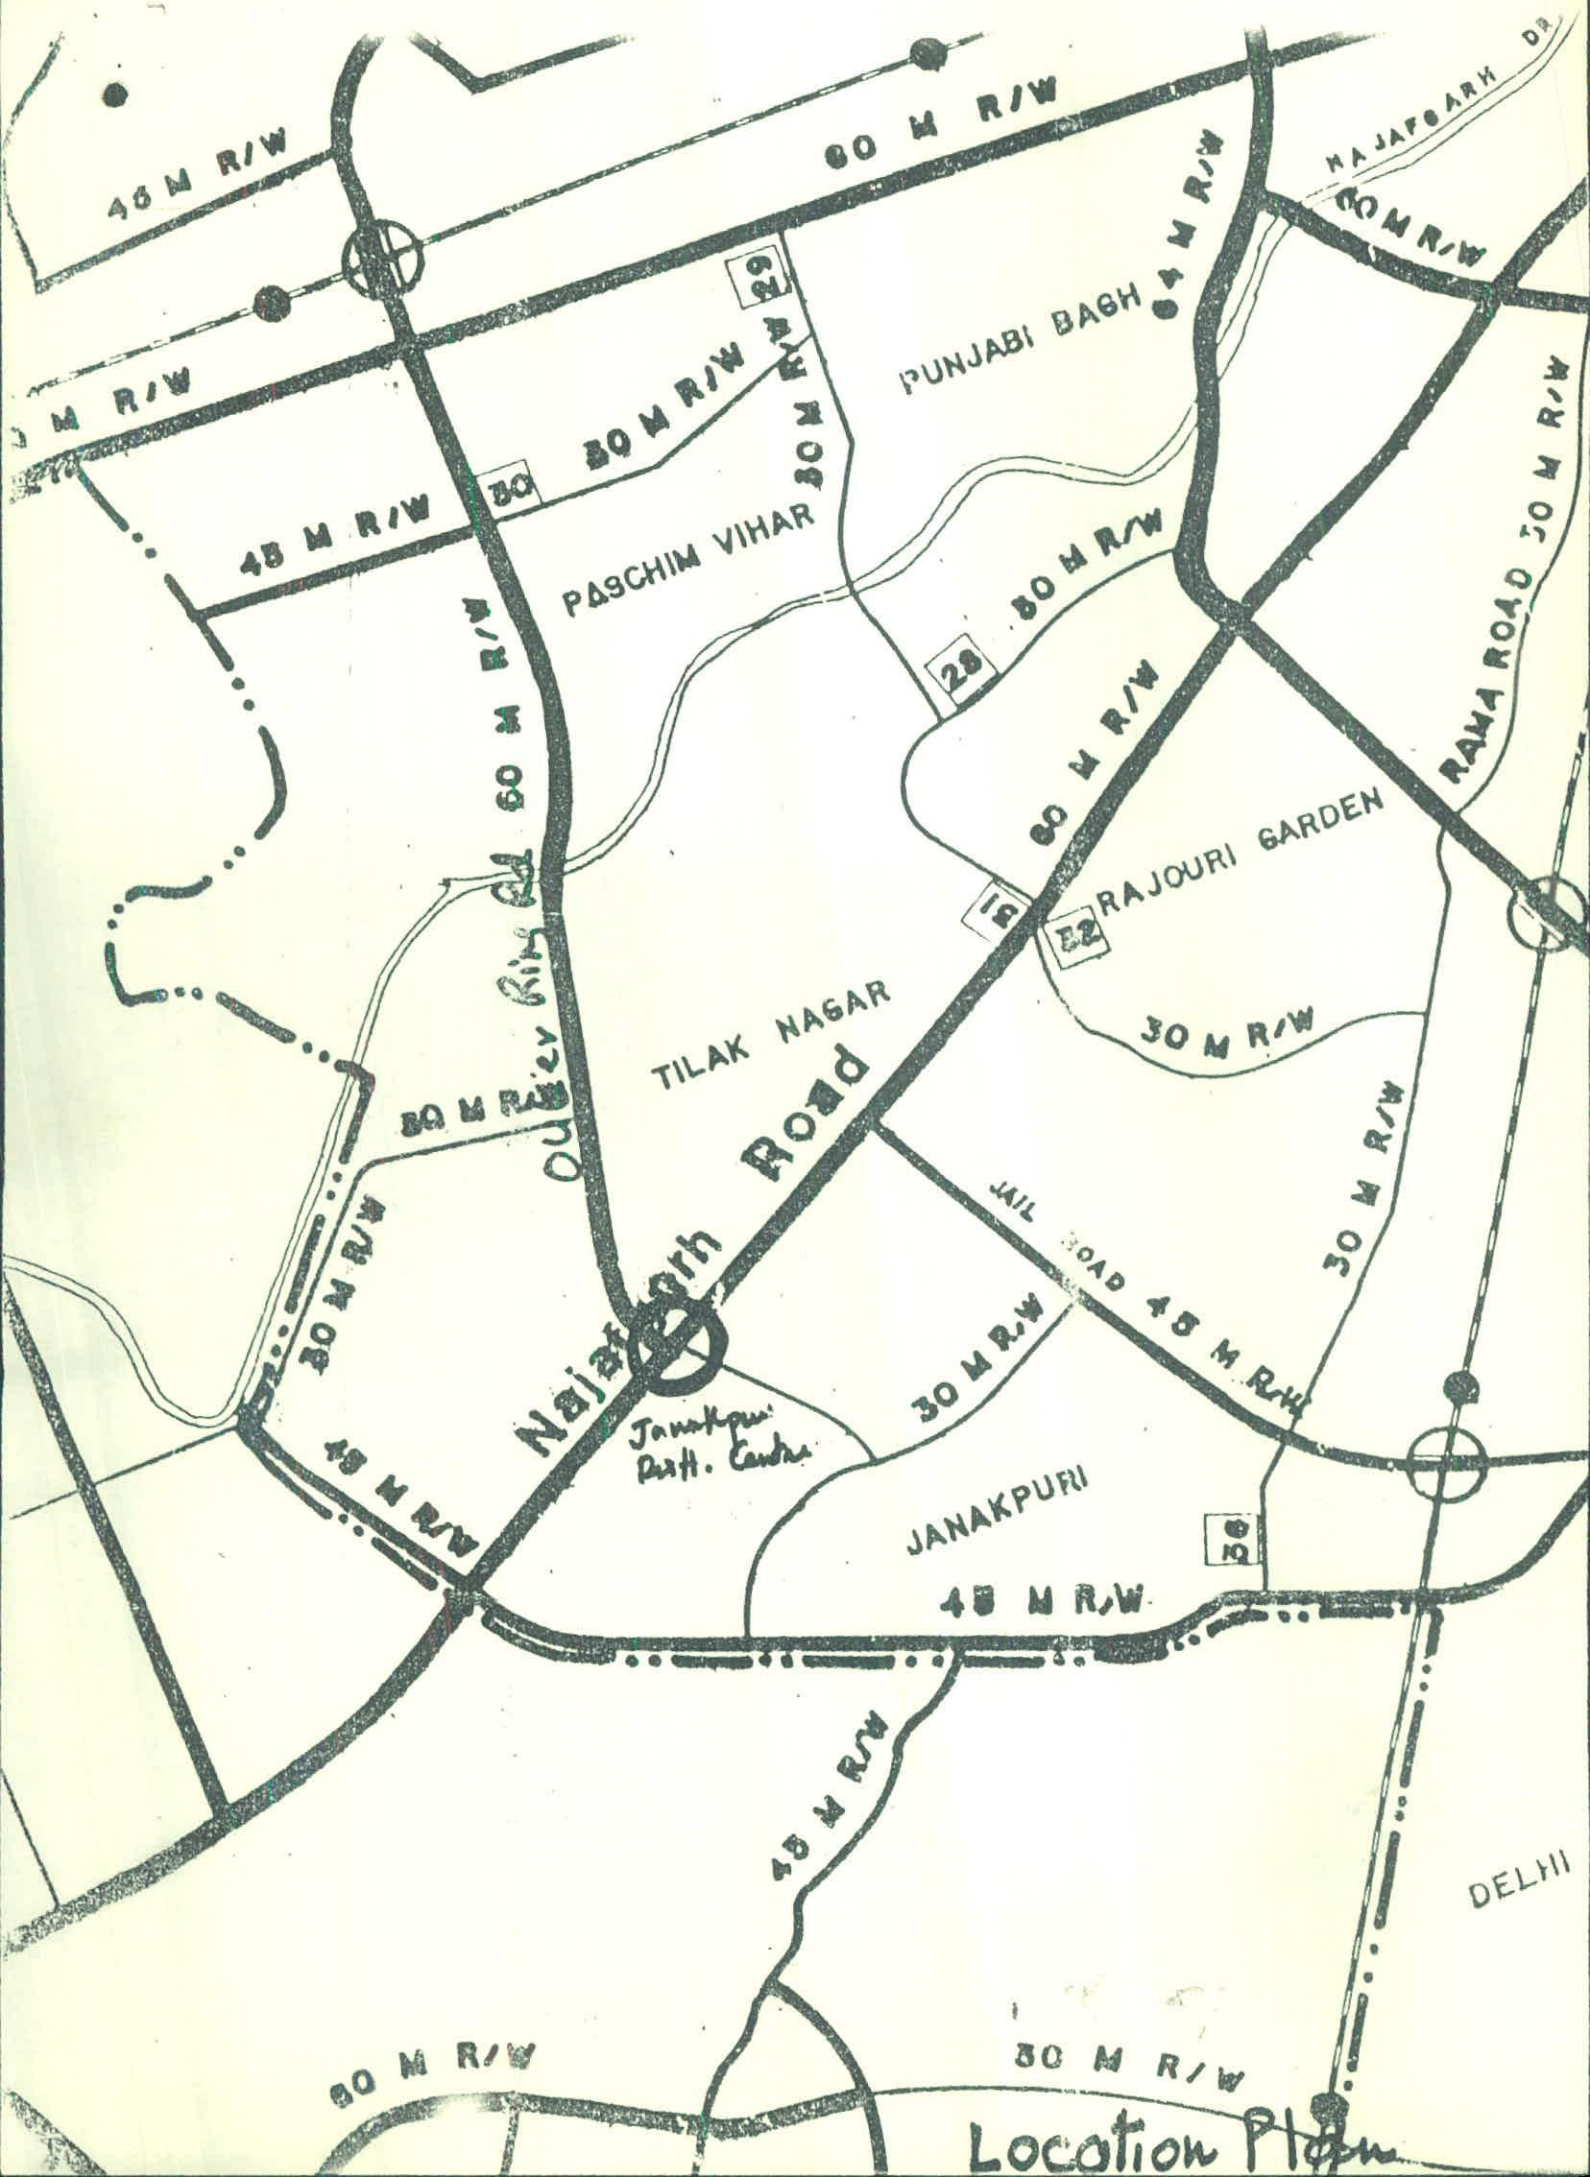 DR
NAJAFGARH
45 M R/W
60 M R/W
64 M R/W
60 M R/W
29
PUNJABI BAGH
M R/W
30 M R/W
30 M R/W
30
45 M R/W
PASCHIM VIHAR
30 M R/W
RAMA ROAD 30 M R/W
28
60 M R/W
60 M R/W
RAJOURI GARDEN
31
32
Outer Ring Rd
TILAK NAGAR
30 M R/W
30 M R/W
Najafgarh Road
JAIL ROAD 45 M R/W
30 M R/W
30 M R/W
30 M R/W
Janakpuri
Distt. Centre
45 M R/W
JANAKPURI
36
45 M R/W
45 M R/W
DELHI
60 M R/W
30 M R/W
Location Plan